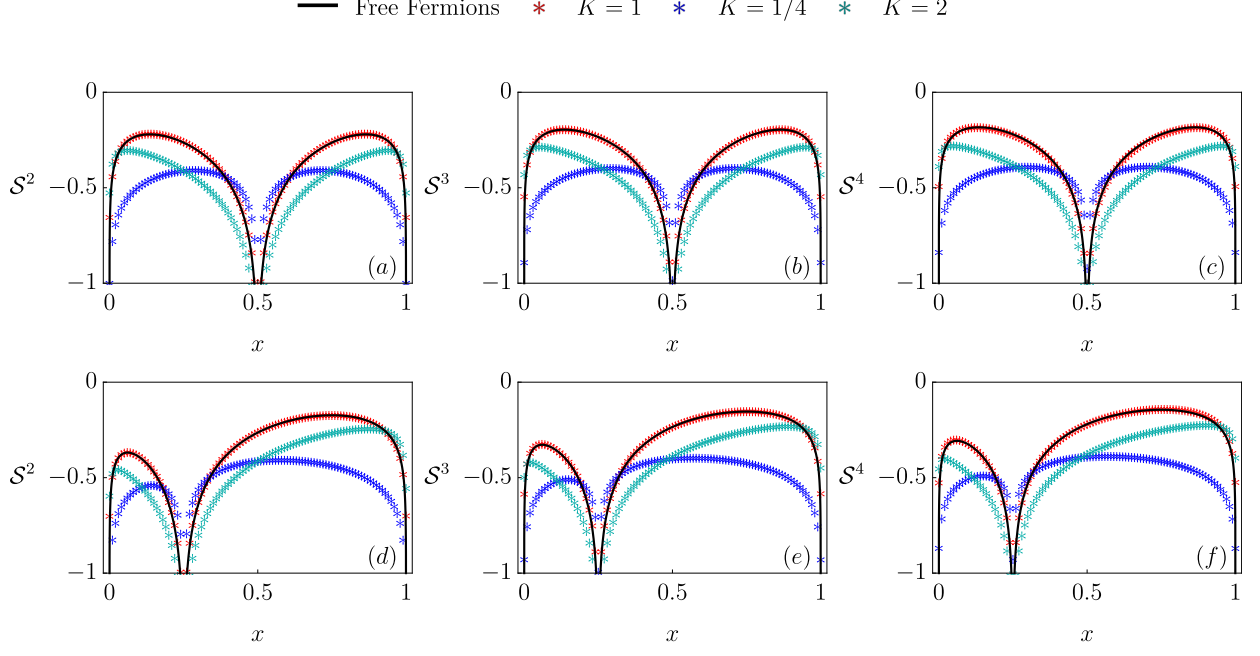 Free Fermions K = 1 K = 1/4 K = 2
0 0 0
S² −0.5 S³ −0.5 S⁴ −0.5
(a) (b) (c)
−1 −1 −1
0 0.5 1 0 0.5 1 0 0.5 1
x x x
0 0 0
S² −0.5 S³ −0.5 S⁴ −0.5
(d) (e) (f)
−1 −1 −1
0 0.5 1 0 0.5 1 0 0.5 1
x x x